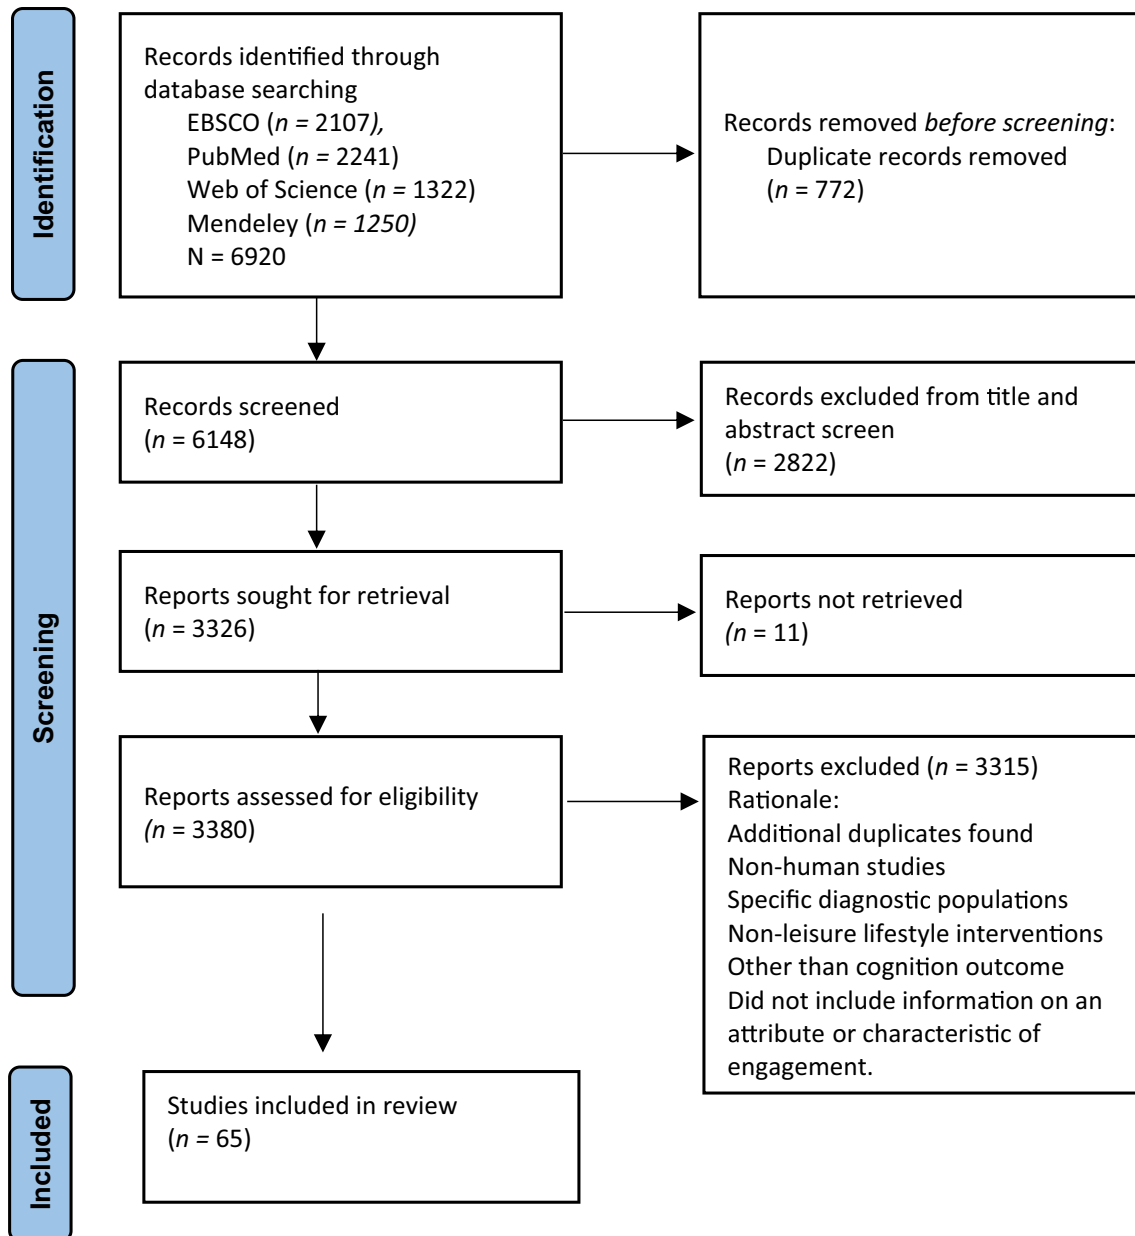 Identification
Records identified through
database searching
EBSCO (n = 2107),
PubMed (n = 2241)
Web of Science (n = 1322)
Mendeley (n = 1250)
N = 6920
Records removed before screening:
Duplicate records removed
(n = 772)
Screening
Records screened
(n = 6148)
Records excluded from title and
abstract screen
(n = 2822)
Reports sought for retrieval
(n = 3326)
Reports not retrieved
(n = 11)
Reports assessed for eligibility
(n = 3380)
Reports excluded (n = 3315)
Rationale:
Additional duplicates found
Non-human studies
Specific diagnostic populations
Non-leisure lifestyle interventions
Other than cognition outcome
Did not include information on an
attribute or characteristic of
engagement.
Included
Studies included in review
(n = 65)